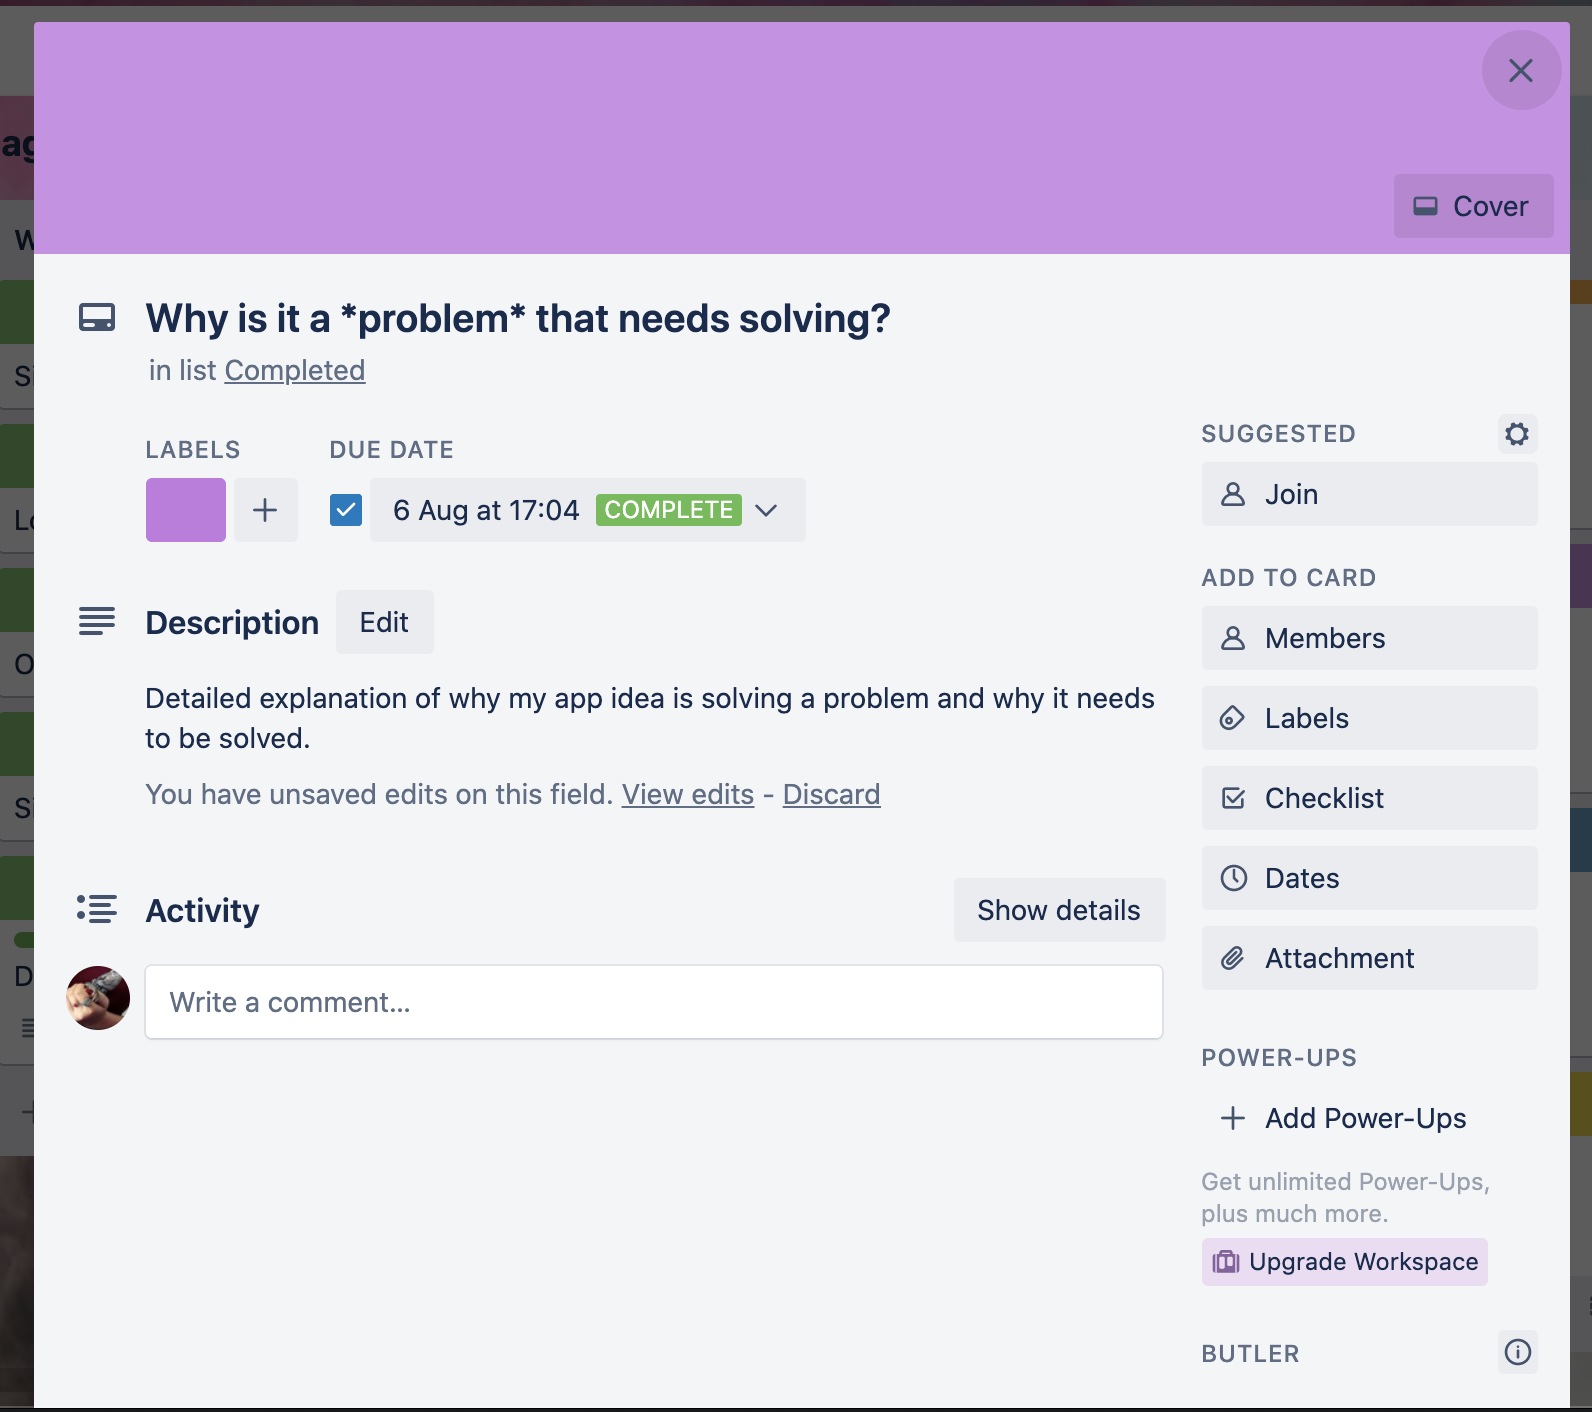 Cover
Why is it a *problem* that needs solving?
in list Completed
LABELS
DUE DATE
6 Aug at 17:04 COMPLETE
Description Edit
Detailed explanation of why my app idea is solving a problem and why it needs
to be solved.
You have unsaved edits on this field. View edits - Discard
Activity
Show details
Write a comment...
SUGGESTED
Join
ADD TO CARD
Members
Labels
Checklist
Dates
Attachment
POWER-UPS
Add Power-Ups
Get unlimited Power-Ups,
plus much more.
Upgrade Workspace
BUTLER